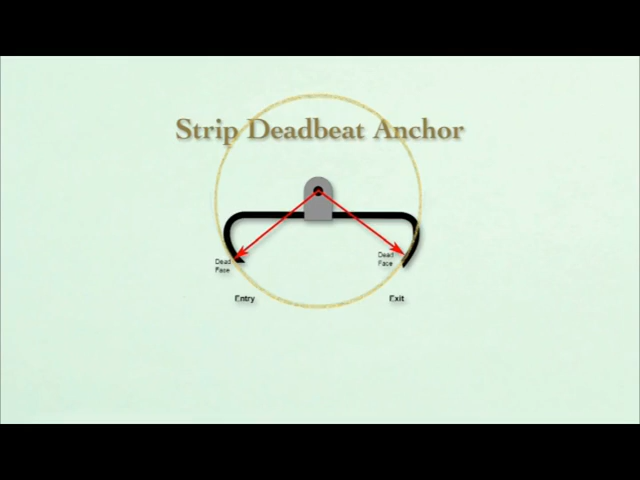 Strip Deadbeat Anchor
Dead
Face
Dead
Face
Entry
Exit